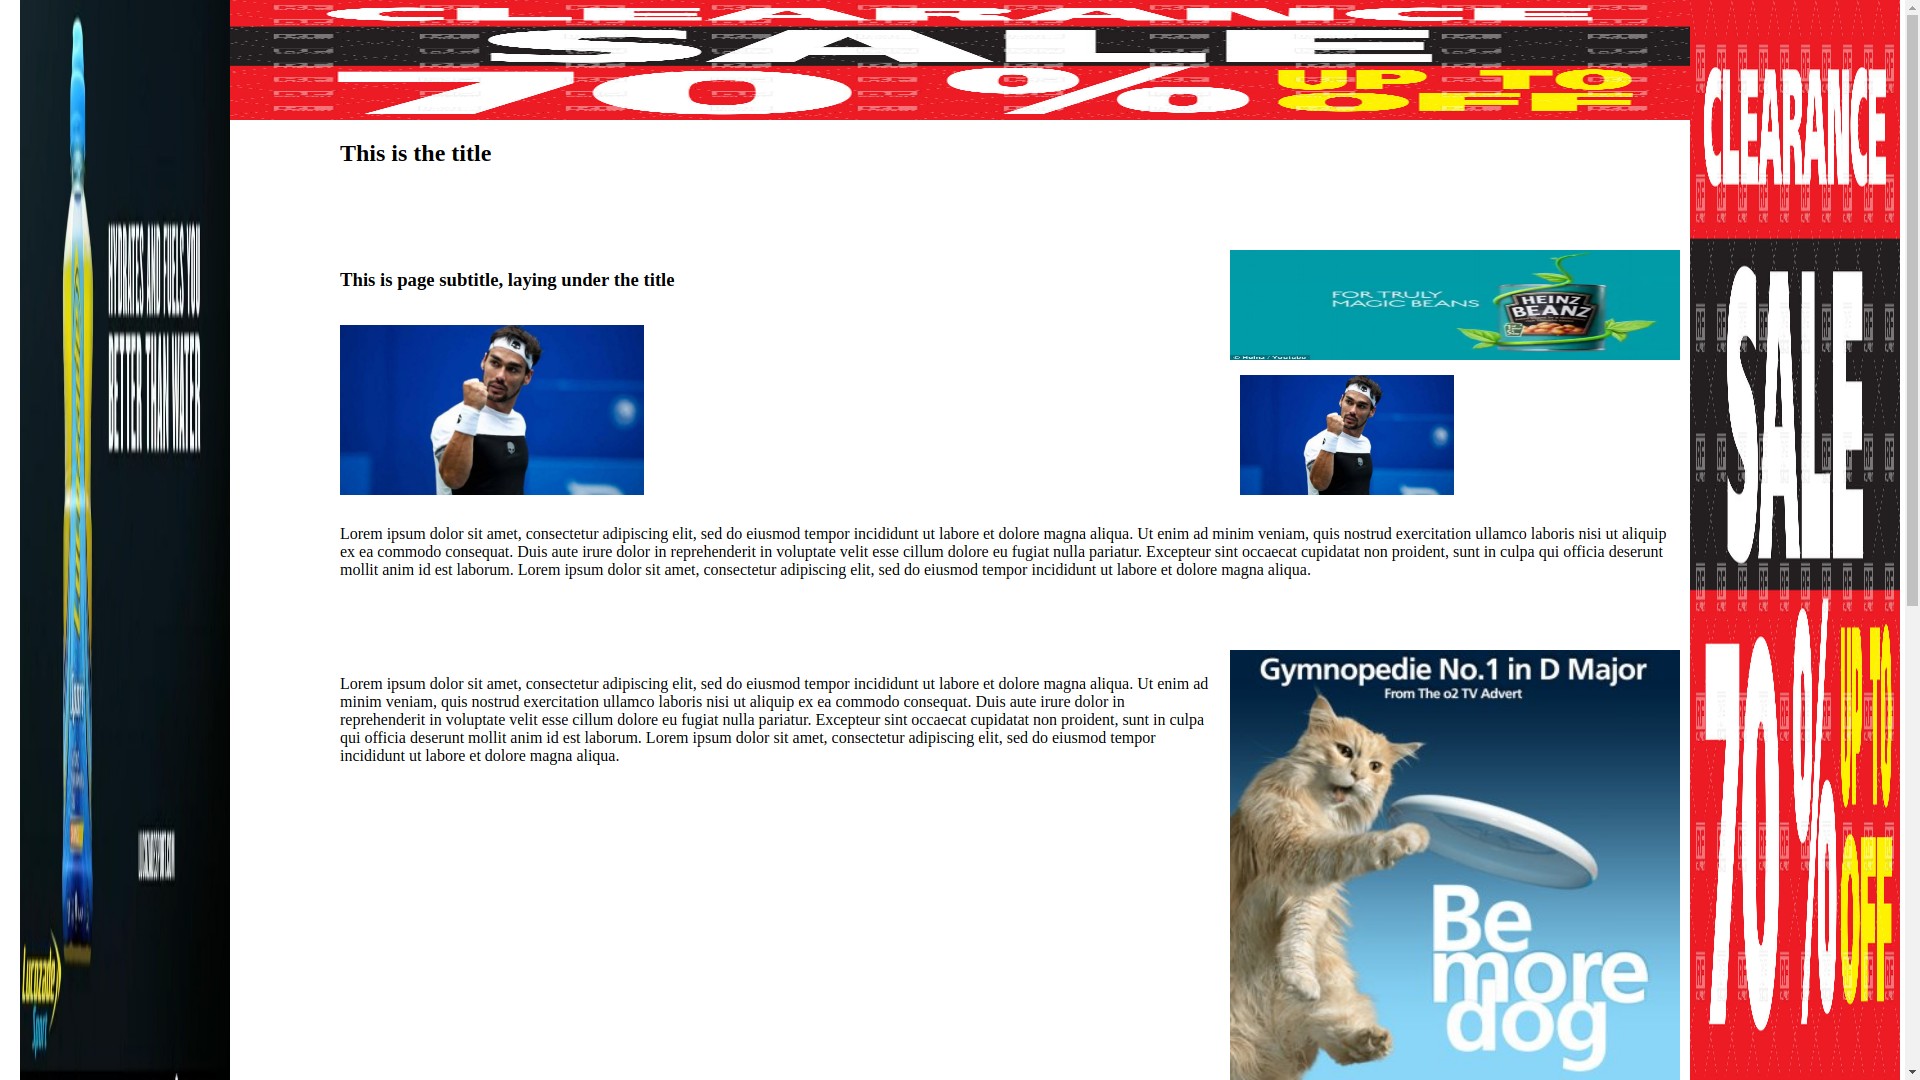 CLEARANCE
SALE
70% UP TO
OFF
This is the title
This is page subtitle, laying under the title
FOR TRULY
MAGIC BEANS
HEINZ
BEANZ
© Heinz / Youtube
Lorem ipsum dolor sit amet, consectetur adipiscing elit, sed do eiusmod tempor incididunt ut labore et dolore magna aliqua. Ut enim ad minim veniam, quis nostrud exercitation ullamco laboris nisi ut aliquip
ex ea commodo consequat. Duis aute irure dolor in reprehenderit in voluptate velit esse cillum dolore eu fugiat nulla pariatur. Excepteur sint occaecat cupidatat non proident, sunt in culpa qui officia deserunt
mollit anim id est laborum. Lorem ipsum dolor sit amet, consectetur adipiscing elit, sed do eiusmod tempor incididunt ut labore et dolore magna aliqua.
Lorem ipsum dolor sit amet, consectetur adipiscing elit, sed do eiusmod tempor incididunt ut labore et dolore magna aliqua. Ut enim ad
minim veniam, quis nostrud exercitation ullamco laboris nisi ut aliquip ex ea commodo consequat. Duis aute irure dolor in
reprehenderit in voluptate velit esse cillum dolore eu fugiat nulla pariatur. Excepteur sint occaecat cupidatat non proident, sunt in culpa
qui officia deserunt mollit anim id est laborum. Lorem ipsum dolor sit amet, consectetur adipiscing elit, sed do eiusmod tempor
incididunt ut labore et dolore magna aliqua.
Gymnopedie No.1 in D Major
From The o2 TV Advert
Be
more
dog
HYDRATES AND FUELS YOU
BETTER THAN WATER
Sport
Lucozade
Sport
CLEARANCE
SALE
70% UP TO
OFF